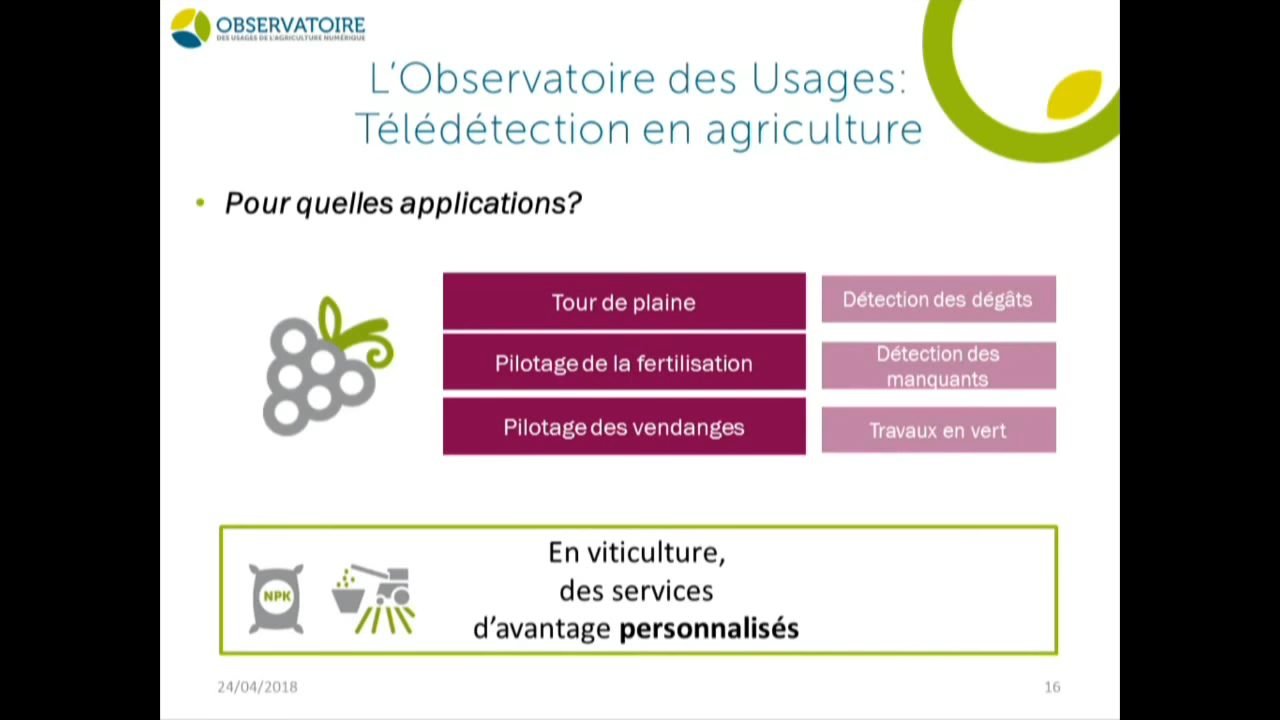 OBSERVATOIRE
DES USAGES DE L'AGRICULTURE NUMÉRIQUE
L'Observatoire des Usages:
Télédétection en agriculture
• Pour quelles applications?
Tour de plaine
Détection des dégâts
Pilotage de la fertilisation
Détection des
manquants
Pilotage des vendanges
Travaux en vert
NPK
En viticulture,
des services
d'avantage personnalisés
24/04/2018
16